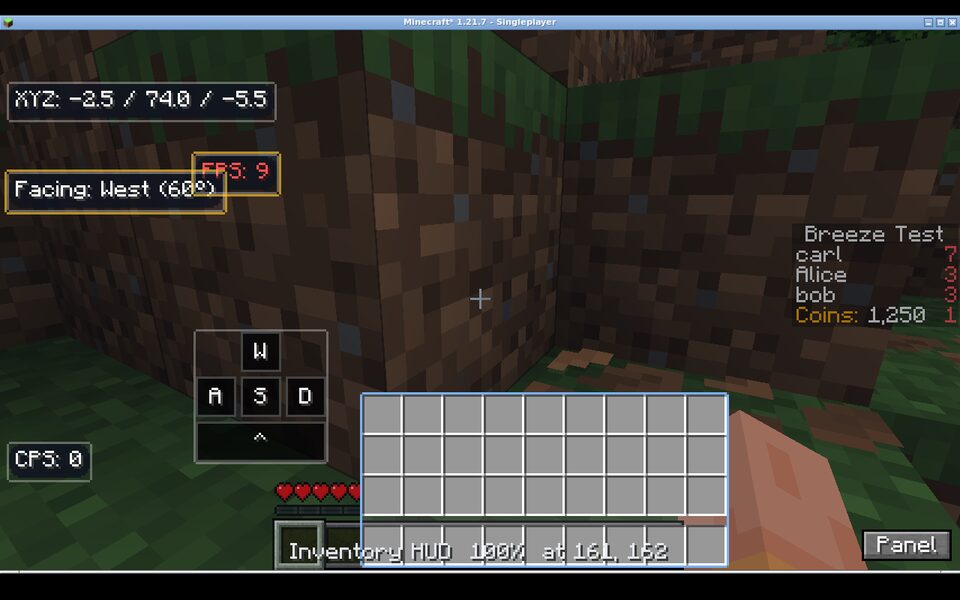 Minecraft* 1.21.7 - Singleplayer
XYZ: -2.5 / 74.0 / -5.5
FPS: 9
Facing: West (60°)
Breeze Test
carl 7
Alice 3
bob 3
Coins: 1,250 1
W
A S D
^
CPS: 0
Inventory HUD 100% at 161, 162
Panel